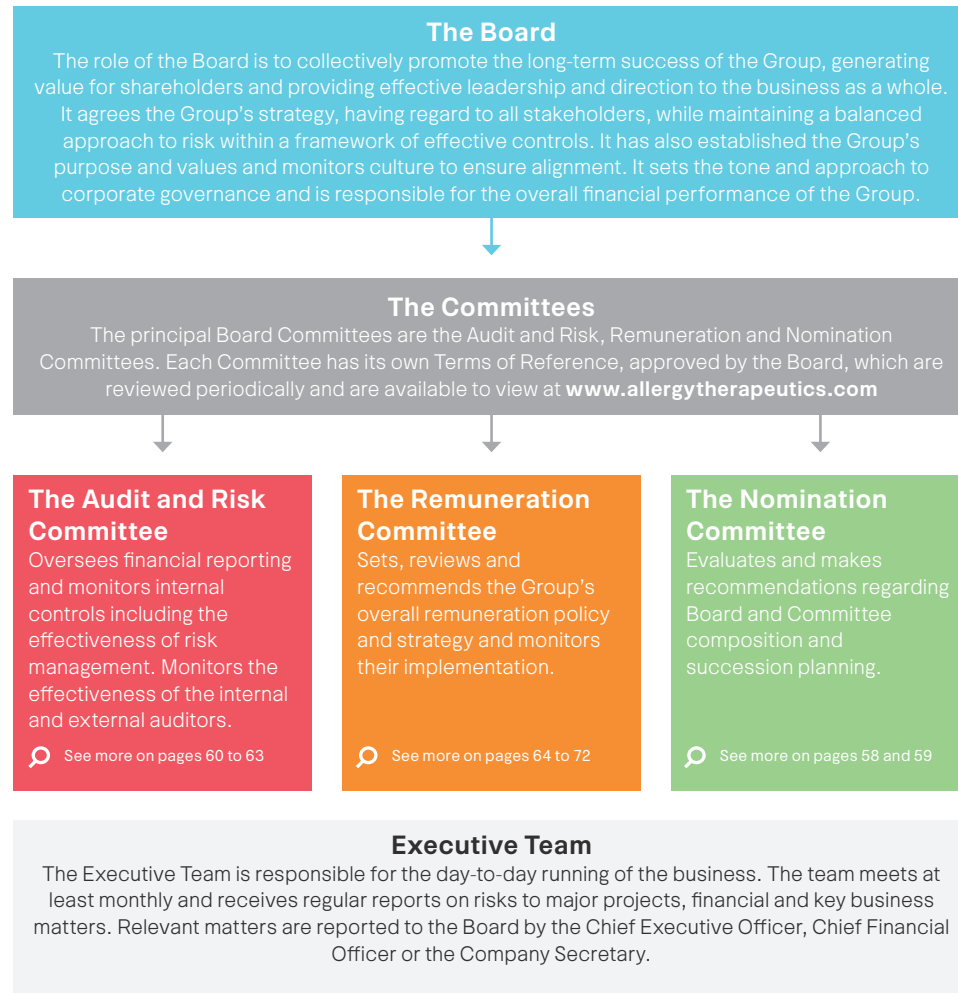 The Board
The role of the Board is to collectively promote the long-term success of the Group, generating
value for shareholders and providing effective leadership and direction to the business as a whole.
It agrees the Group's strategy, having regard to all stakeholders, while maintaining a balanced
approach to risk within a framework of effective controls. It has also established the Group's
purpose and values and monitors culture to ensure alignment. It sets the tone and approach to
corporate governance and is responsible for the overall financial performance of the Group.
The Committees
The principal Board Committees are the Audit and Risk, Remuneration and Nomination
Committees. Each Committee has its own Terms of Reference, approved by the Board, which are
reviewed periodically and are available to view at www.allergytherapeutics.com
The Audit and Risk
Committee
Oversees financial reporting
and monitors internal
controls including the
effectiveness of risk
management. Monitors the
effectiveness of the internal
and external auditors.
See more on pages 60 to 63
The Remuneration
Committee
Sets, reviews and
recommends the Group's
overall remuneration policy
and strategy and monitors
their implementation.
See more on pages 64 to 72
The Nomination
Committee
Evaluates and makes
recommendations regarding
Board and Committee
composition and
succession planning.
See more on pages 58 and 59
Executive Team
The Executive Team is responsible for the day-to-day running of the business. The team meets at
least monthly and receives regular reports on risks to major projects, financial and key business
matters. Relevant matters are reported to the Board by the Chief Executive Officer, Chief Financial
Officer or the Company Secretary.